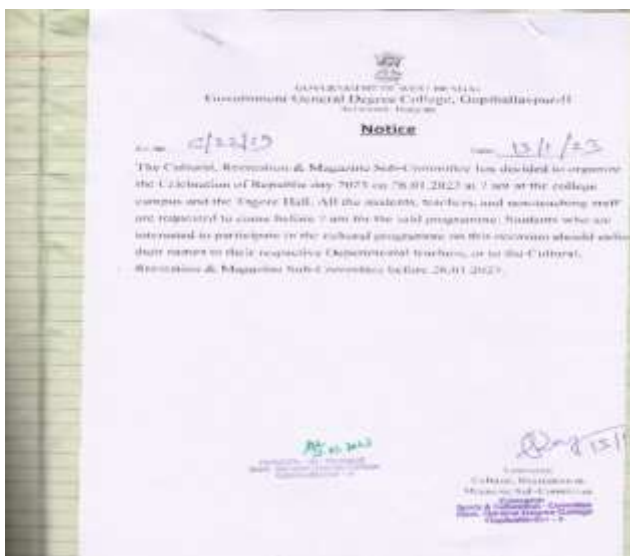 GOVERNMENT OF WEST BENGAL
Government General Degree College, Gopiballavpur-II
Notice
C/22/19 13/1/23
The Cultural, Recreation & Magazine Sub-Committee has decided to organize
the Celebration of Republic day 2023 on 26.01.2023 at 7 am at the college
campus and the Tagore Hall. All the students, teachers, and non-teaching staff
are requested to come before 7 am for the said programme. Students who are
interested to participate in the cultural programme on this occasion should
their names to their respective Departmental teachers, or to the Cultural,
Recreation & Magazine Sub-Committee before 26.01.2023.
Cultural, Recreation &
Magazine Sub-Committee